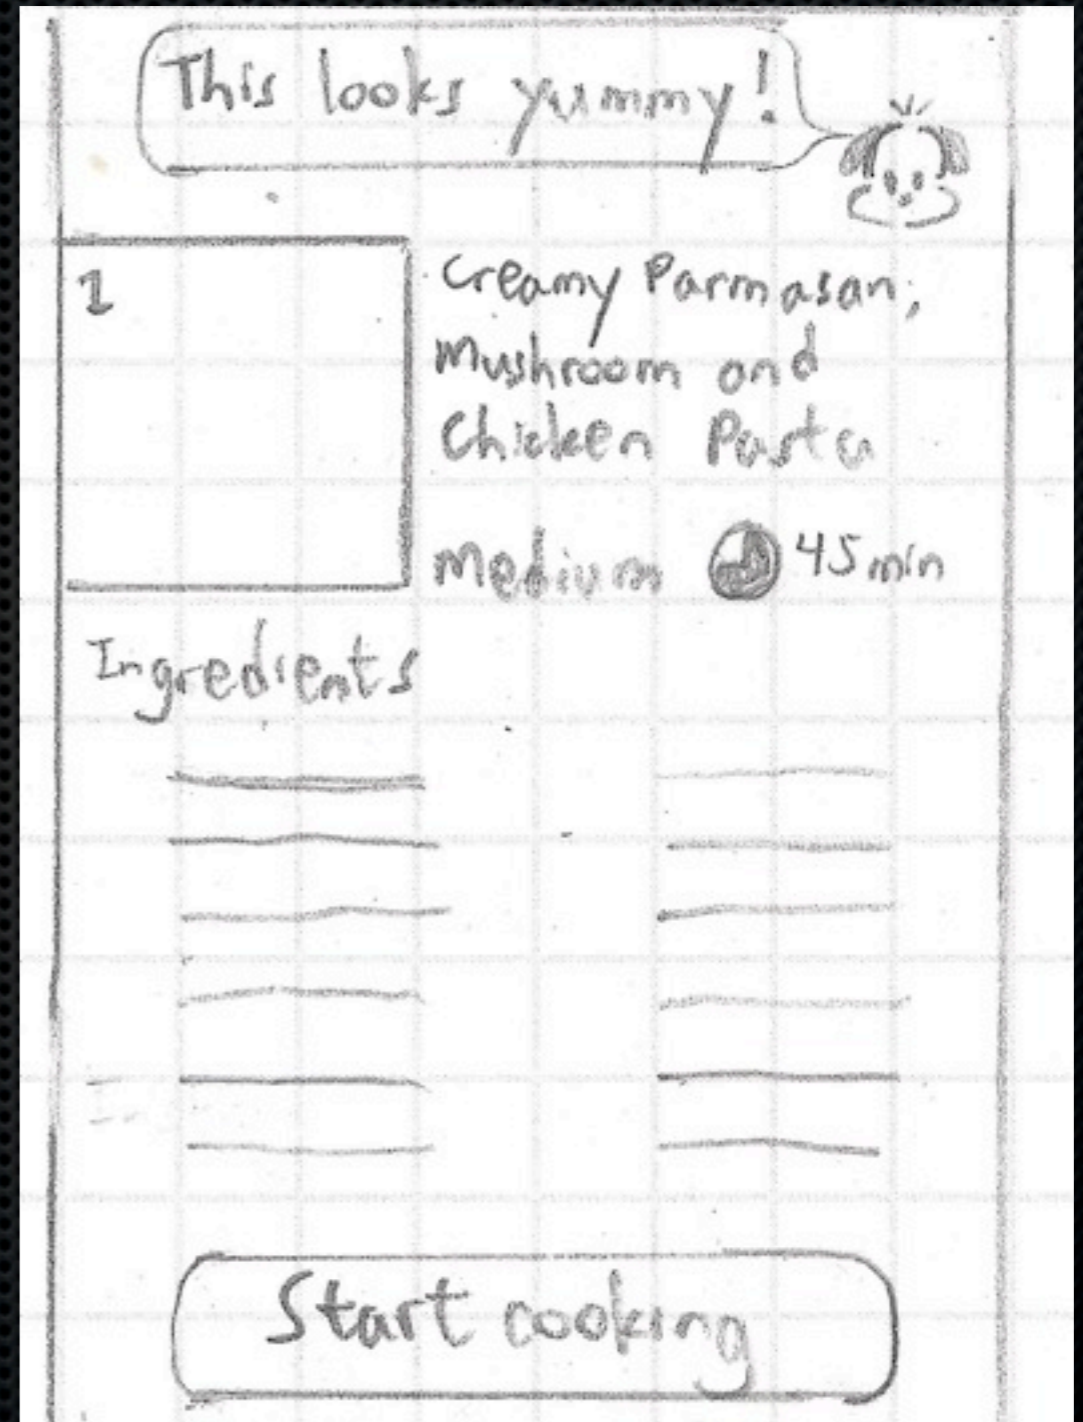 This looks yummy!
1
Creamy Parmasan,
Mushroom and
Chicken Pasta
Medium 45 min
Ingredients
Start cooking